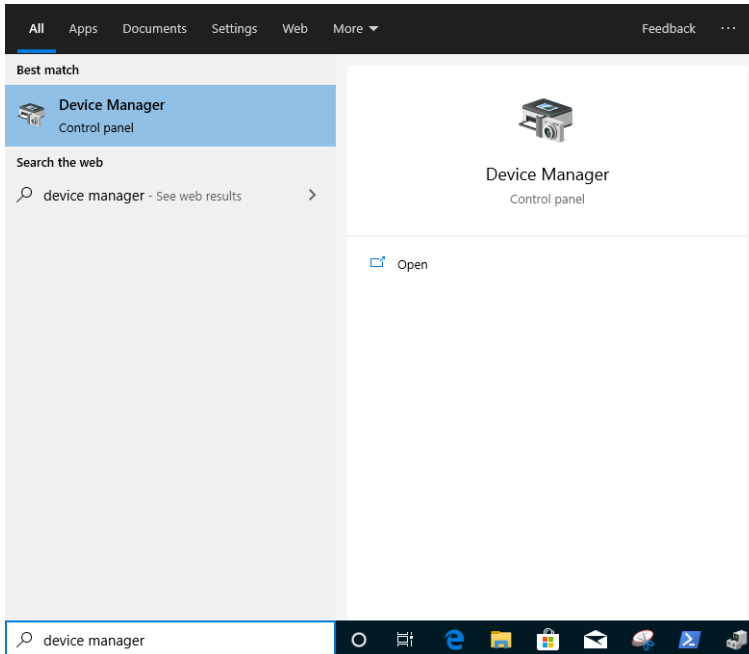 All Apps Documents Settings Web More Feedback ...
Best match
Device Manager
Control panel
Search the web
device manager - See web results
Device Manager
Control panel
Open
device manager